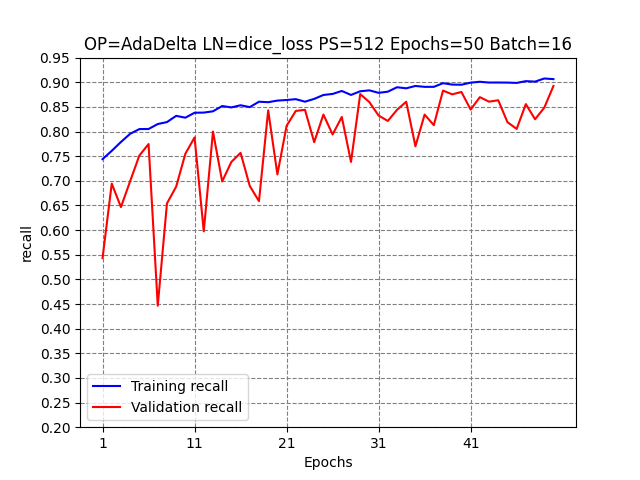 OP=AdaDelta LN=dice_loss PS=512 Epochs=50 Batch=16
0.95
0.90
0.85
0.80
0.75
0.70
0.65
0.60
0.55
0.50
0.45
0.40
0.35
0.30
0.25
0.20
recall
Training recall
Validation recall
1 11 21 31 41
Epochs